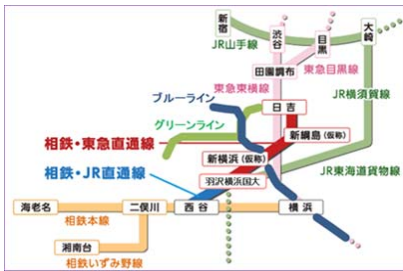 新宿
渋谷
目黒
大崎
JR山手線
東急目黒線
田園調布
東急東横線
JR横須賀線
ブルーライン
日吉
グリーンライン
新綱島(仮称)
相鉄・東急直通線
新横浜(仮称)
JR東海道貨物線
相鉄・JR直通線
羽沢横浜国大
海老名
二俣川
西谷
横浜
相鉄本線
湘南台
相鉄いずみ野線